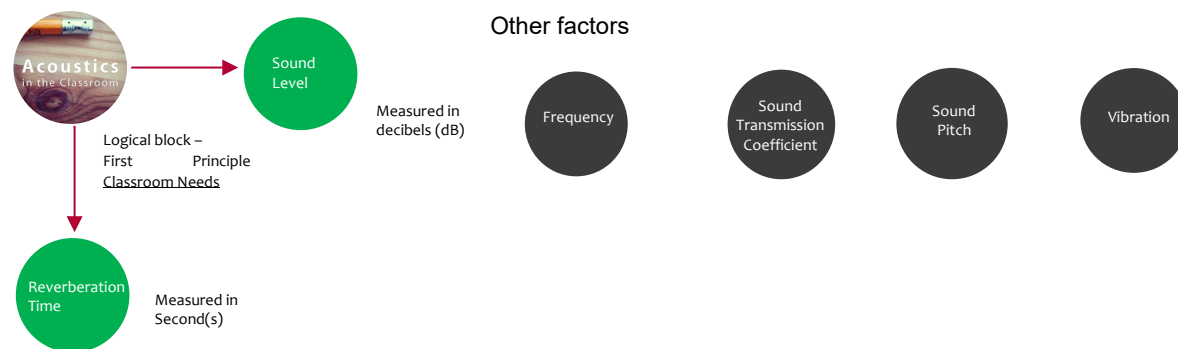 Other factors
Acoustics
in the Classroom
Sound
Level
Measured in
decibels (dB)
Logical block –
First Principle
Classroom Needs
Reverberation
Time
Measured in
Second(s)
Frequency
Sound
Transmission
Coefficient
Sound
Pitch
Vibration